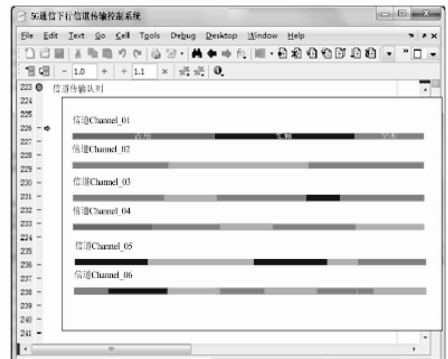 5G通信下行信道传输控制系统
File Edit Text Go Cell Tools Debug Desktop Window Help
- 1.0 + ÷ 1.1 ×
223 信道传输队列
224
225 信道Channel_01
226 -
227 - 占用
228 - 信道Channel_02
229 -
230 - 信道Channel_03
231 -
232 - 信道Channel_04
233 -
234 -
235 - 信道Channel_05
236 -
237 - 信道Channel_06
238 -
239 -
240 -
241 -